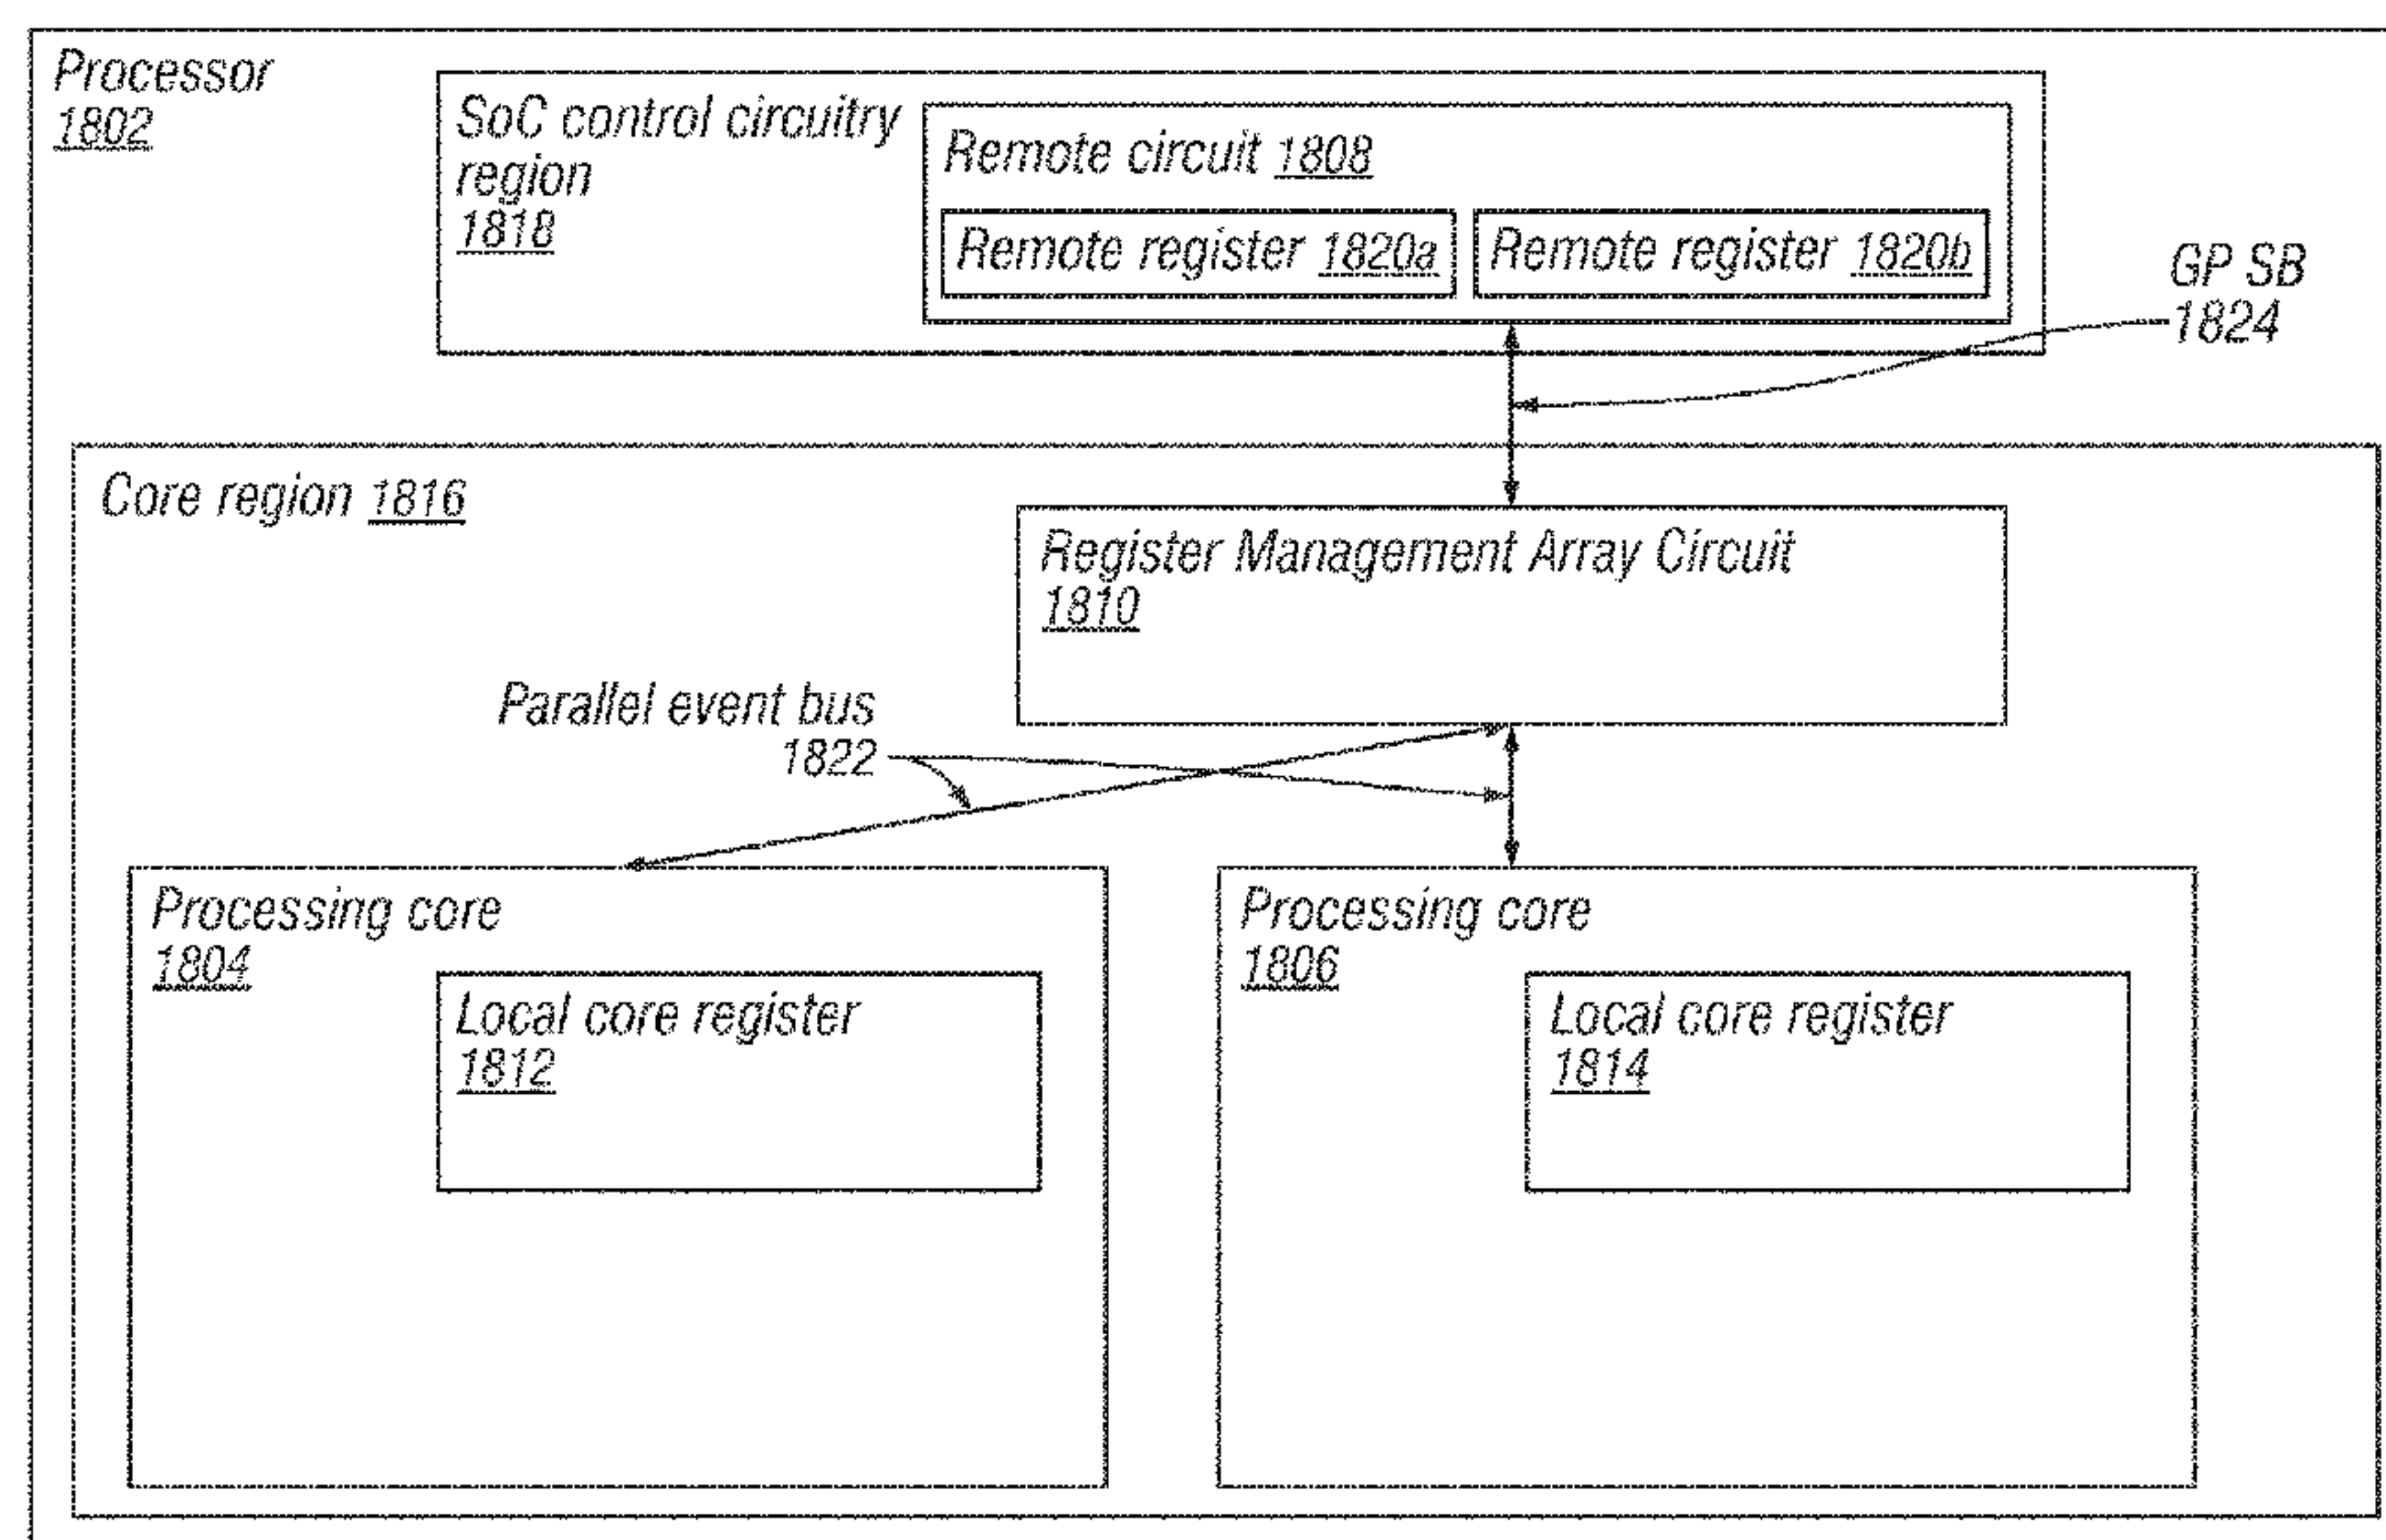 Processor
1802
SoC control circuitry
region
1818
Remote circuit 1808
Remote register 1820a
Remote register 1820b
GP SB
1824
Core region 1816
Register Management Array Circuit
1810
Parallel event bus
1822
Processing core
1804
Local core register
1812
Processing core
1806
Local core register
1814